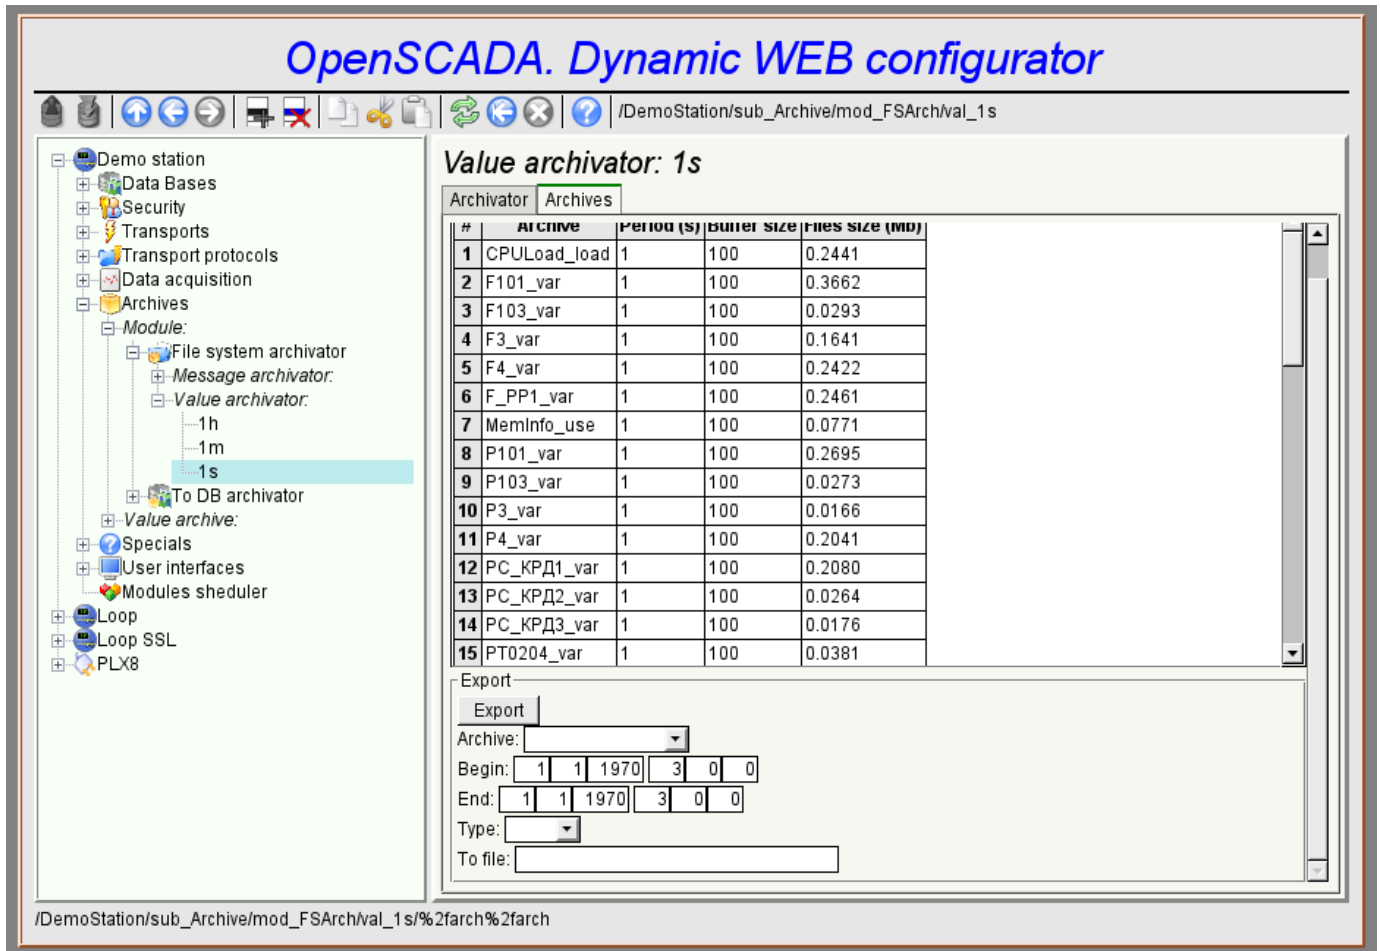 OpenSCADA. Dynamic WEB configurator
/DemoStation/sub_Archive/mod_FSArch/val_1s
Demo station
Data Bases
Security
Transports
Transport protocols
Data acquisition
Archives
Module:
File system archivator
Message archivator:
Value archivator:
1h
1m
1s
To DB archivator
Value archive:
Specials
User interfaces
Modules sheduler
Loop
Loop SSL
PLX8
Value archivator: 1s
Archivator Archives
# Archive Period (s) Buffer size Files size (Mb)
1 CPULoad_load 1 100 0.2441
2 F101_var 1 100 0.3662
3 F103_var 1 100 0.0293
4 F3_var 1 100 0.1641
5 F4_var 1 100 0.2422
6 F_PP1_var 1 100 0.2461
7 MemInfo_use 1 100 0.0771
8 P101_var 1 100 0.2695
9 P103_var 1 100 0.0273
10 P3_var 1 100 0.0166
11 P4_var 1 100 0.2041
12 PC_КРД1_var 1 100 0.2080
13 PC_КРД2_var 1 100 0.0264
14 PC_КРД3_var 1 100 0.0176
15 PT0204_var 1 100 0.0381
Export
Export
Archive:
Begin: 1 1 1970 3 0 0
End: 1 1 1970 3 0 0
Type:
To file:
/DemoStation/sub_Archive/mod_FSArch/val_1s/%2farch%2farch